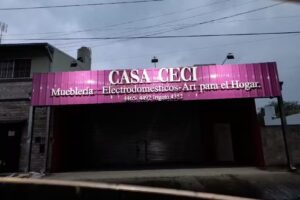 CASA CECI
Mueblería - Electrodomésticos-Art para el Hogar.